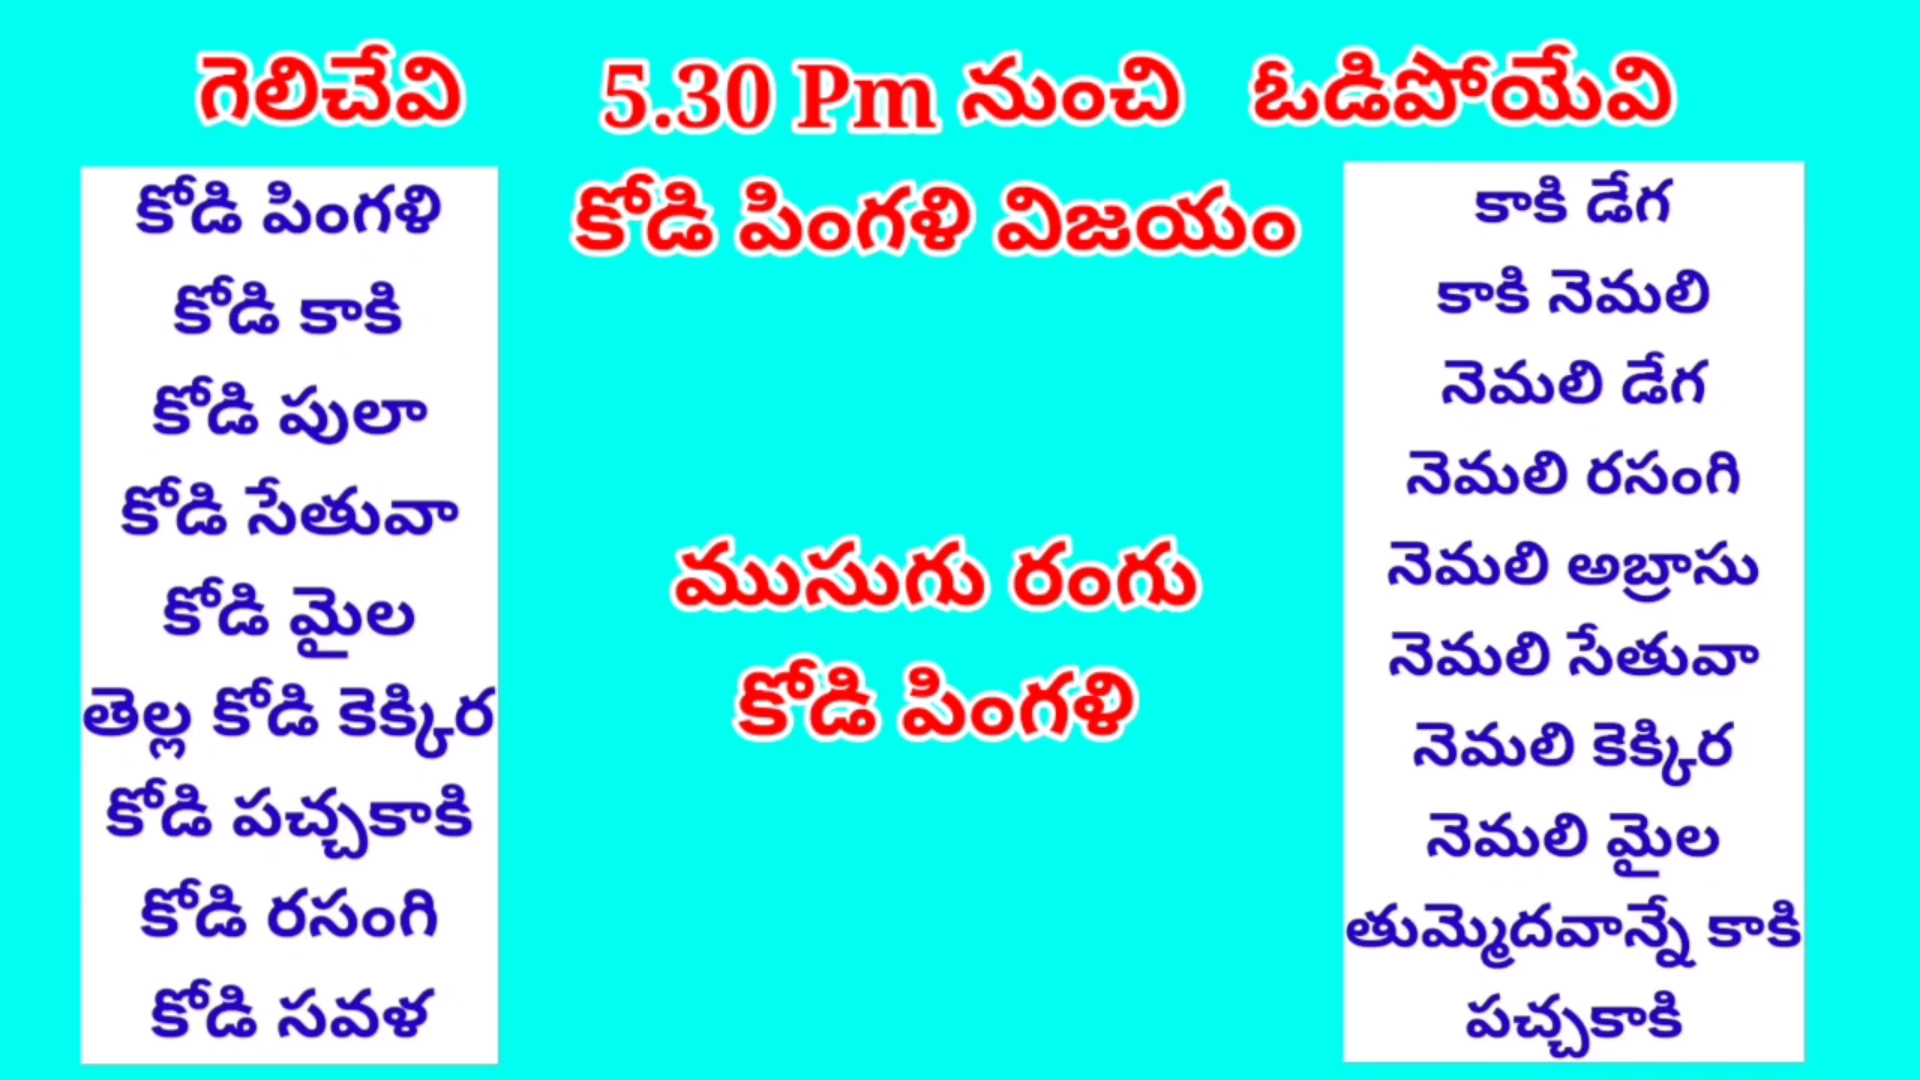 గెలిచేవి
కోడి పింగళి
కోడి కాకి
కోడి పులా
కోడి సేతువా
కోడి మైల
తెల్ల కోడి కెక్కిర
కోడి పచ్చకాకి
కోడి రసంగి
కోడి సవళ
5.30 Pm నుంచి
కోడి పింగళి విజయం
ముసుగు రంగు
కోడి పింగళి
ఓడిపోయేవి
కాకి డేగ
కాకి నెమలి
నెమలి డేగ
నెమలి రసంగి
నెమలి అబ్రాసు
నెమలి సేతువా
నెమలి కెక్కిర
నెమలి మైల
తుమ్మెదవాన్నే కాకి
పచ్చకాకి